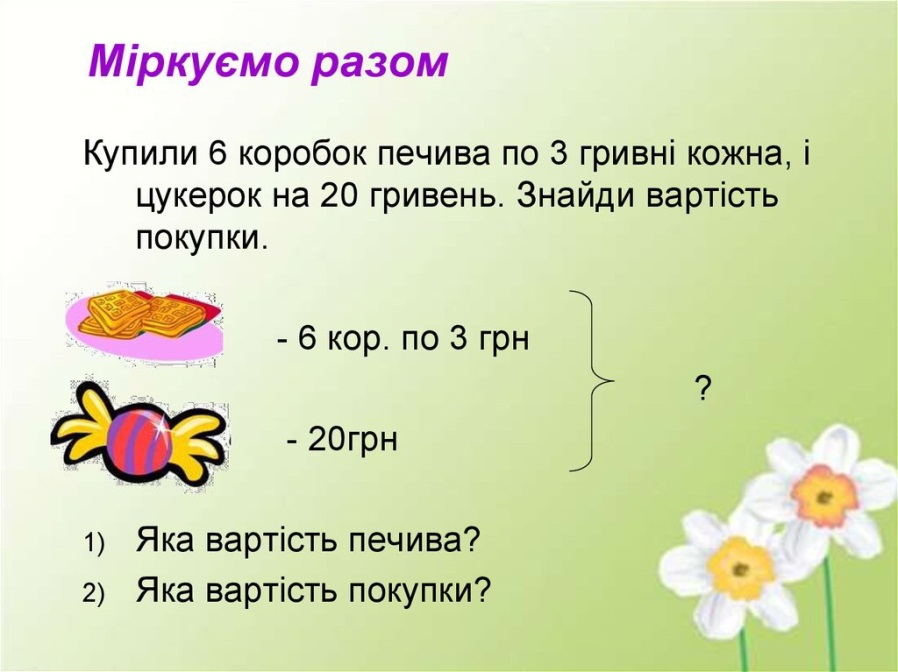 Міркуємо разом
Купили 6 коробок печива по 3 гривні кожна, і
цукерок на 20 гривень. Знайди вартість
покупки.
- 6 кор. по 3 грн
?
- 20грн
1) Яка вартість печива?
2) Яка вартість покупки?